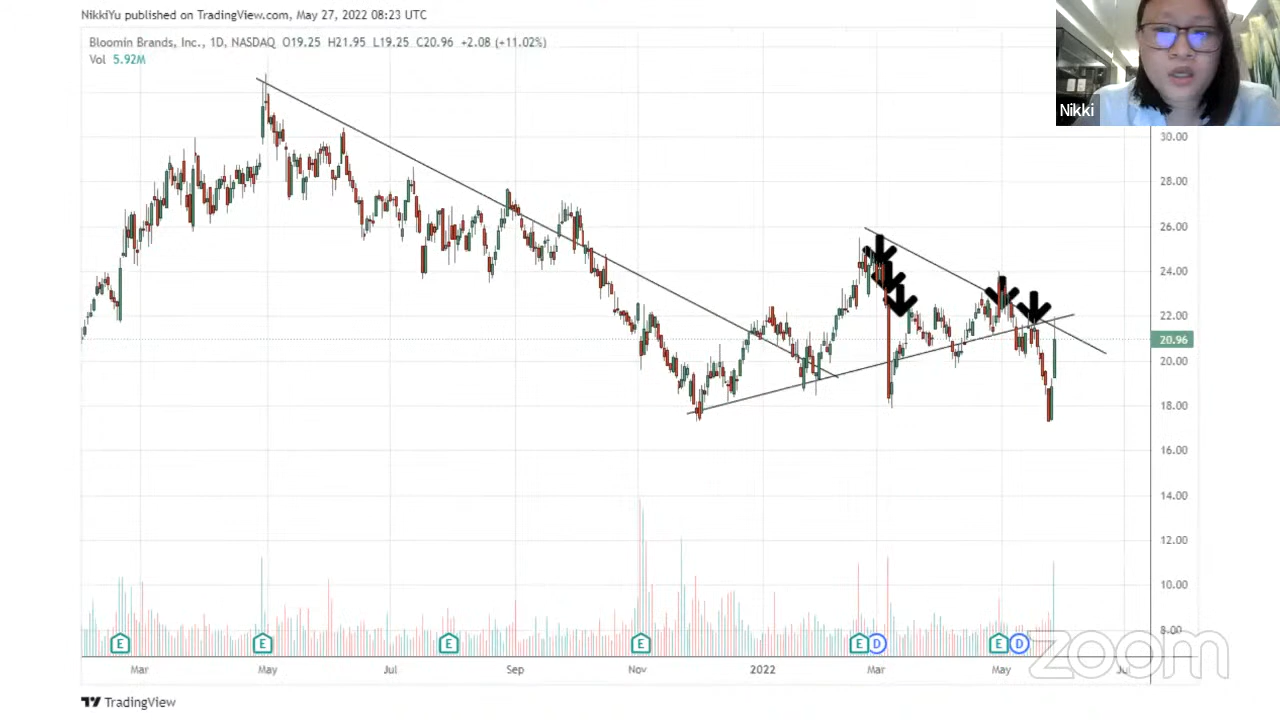 NikkiYu published on TradingView.com, May 27, 2022 08:23 UTC
Bloomin Brands, Inc., 1D, NASDAQ O19.25 H21.95 L19.25 C20.96 +2.08 (+11.02%)
Vol 5.92M
Nikki
30.00
28.00
26.00
24.00
22.00
20.96
20.00
18.00
16.00
14.00
12.00
10.00
8.00
E E E E E D E D
zoom
Mar May Jul Sep Nov 2022 Mar May Jul
TradingView